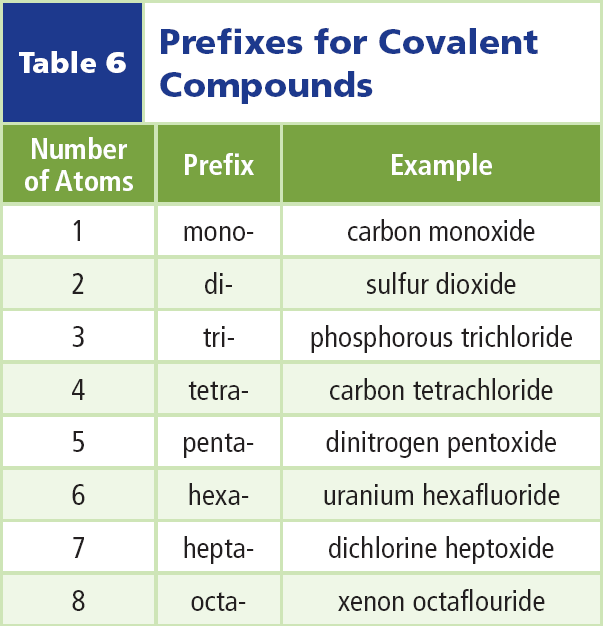 Table 6
Prefixes for Covalent
Compounds
Number
of Atoms
Prefix
Example
1 mono- carbon monoxide
2 di- sulfur dioxide
3 tri- phosphorous trichloride
4 tetra- carbon tetrachloride
5 penta- dinitrogen pentoxide
6 hexa- uranium hexafluoride
7 hepta- dichlorine heptoxide
8 octa- xenon octaflouride